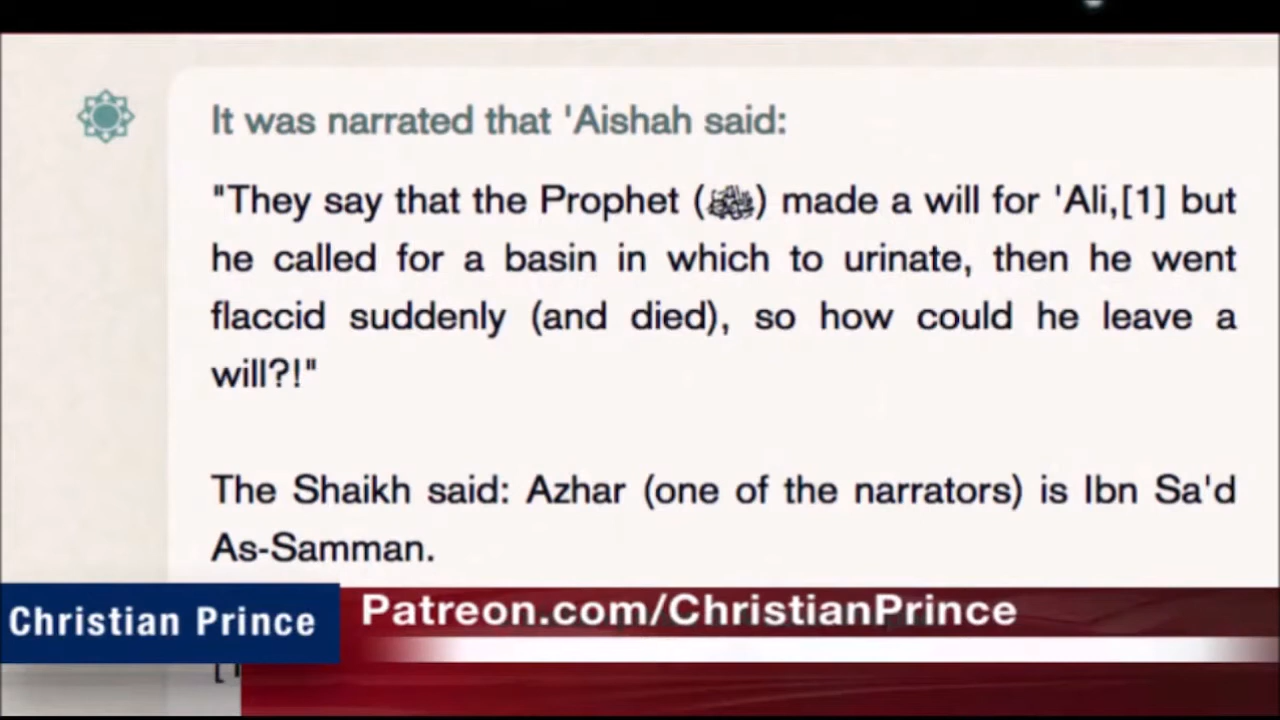 It was narrated that 'Aishah said:
"They say that the Prophet (ﷺ) made a will for 'Ali,[1] but
he called for a basin in which to urinate, then he went
flaccid suddenly (and died), so how could he leave a
will?!"
The Shaikh said: Azhar (one of the narrators) is Ibn Sa'd
As-Samman.
Christian Prince
Patreon.com/ChristianPrince